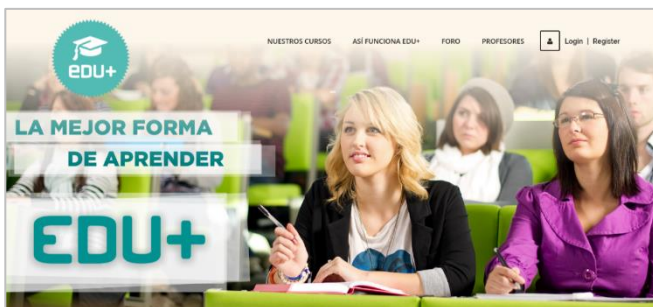 EDU+
NUESTROS CURSOS ASÍ FUNCIONA EDU+ FORO PROFESORES Login | Register
LA MEJOR FORMA
DE APRENDER
EDU+